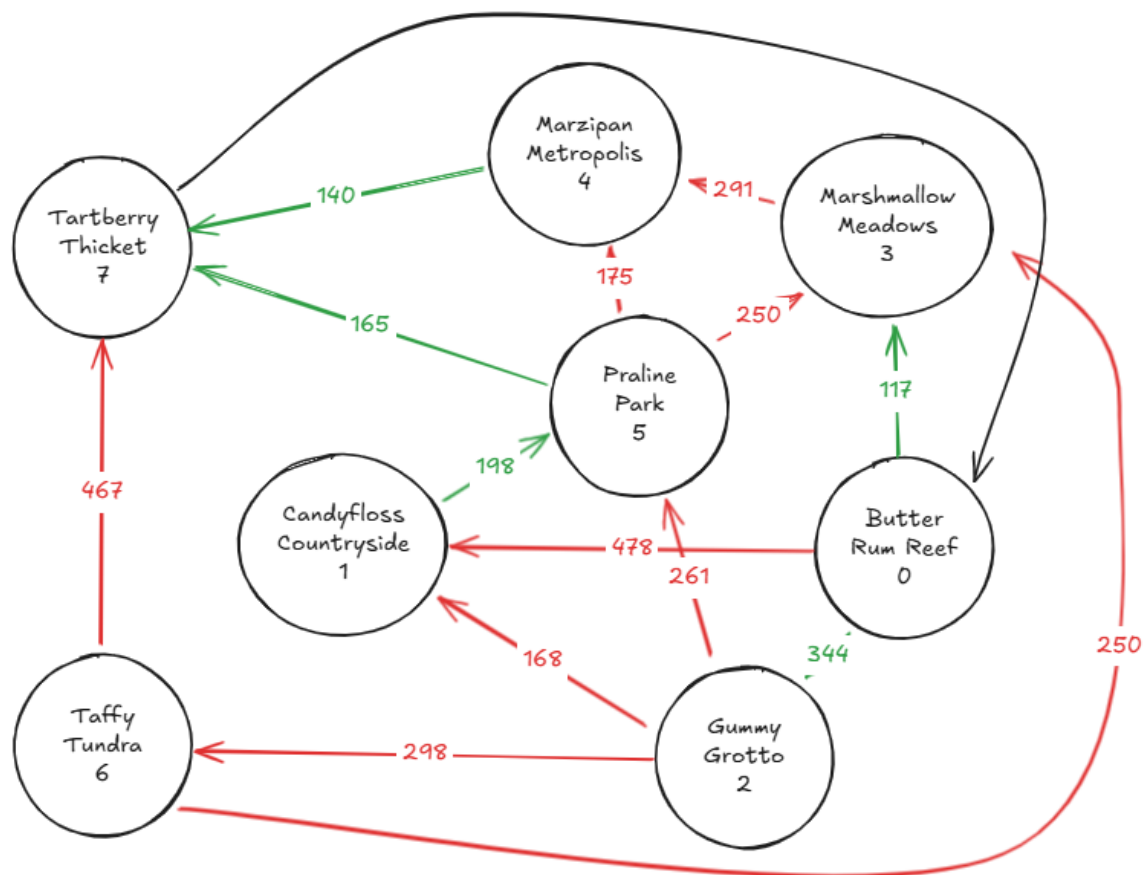 Marzipan
Metropolis
4
Marshmallow
Meadows
3
291
140
Tartberry
Thicket
7
175
250
165
Praline
Park
5
117
198
467
Candyfloss
Countryside
1
478
261
Butter
Rum Reef
0
168
344
250
Taffy
Tundra
6
298
Gummy
Grotto
2